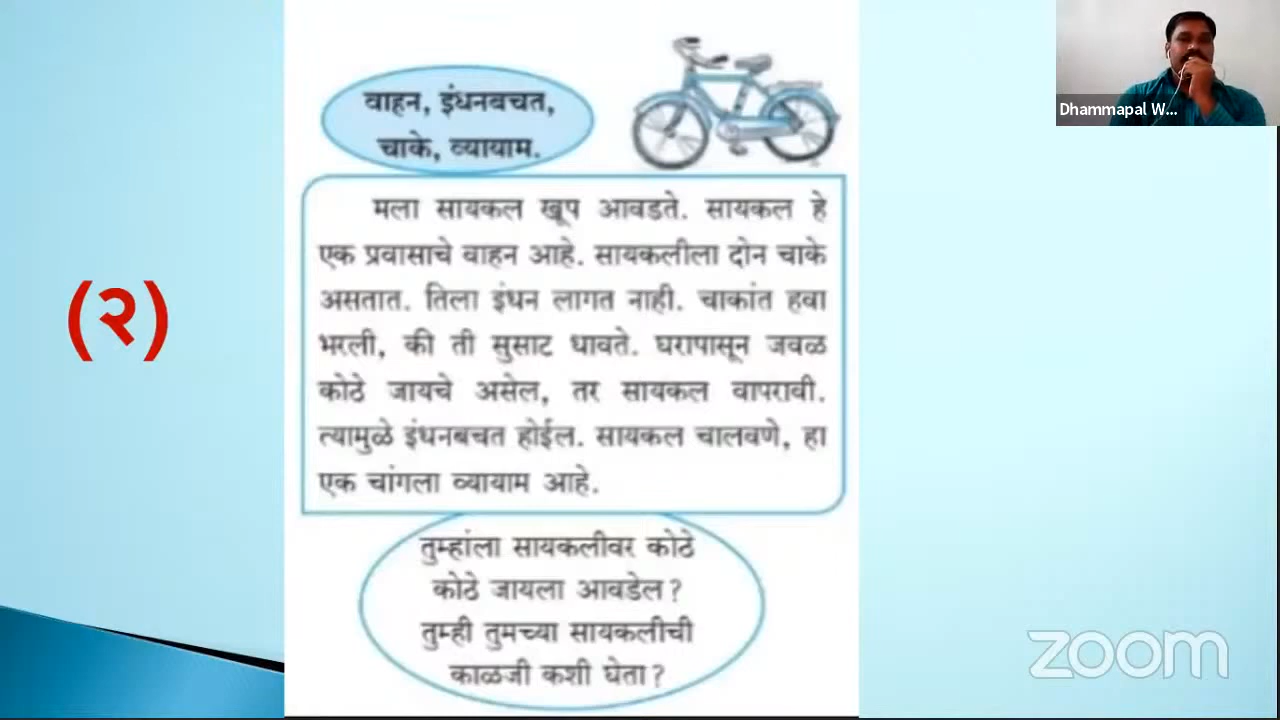 वाहन, इंधनबचत,
चाके, व्यायाम.
मला सायकल खूप आवडते. सायकल हे
एक प्रवासाचे वाहन आहे. सायकलीला दोन चाके
असतात. तिला इंधन लागत नाही. चाकांत हवा
भरली, की ती सुसाट धावते. घरापासून जवळ
कोठे जायचे असेल, तर सायकल वापरावी.
त्यामुळे इंधनबचत होईल. सायकल चालवणे, हा
एक चांगला व्यायाम आहे.
तुम्हांला सायकलीवर कोठे
कोठे जायला आवडेल?
तुम्ही तुमच्या सायकलीची
काळजी कशी घेता?
(२)
Dhammapal W...
zoom